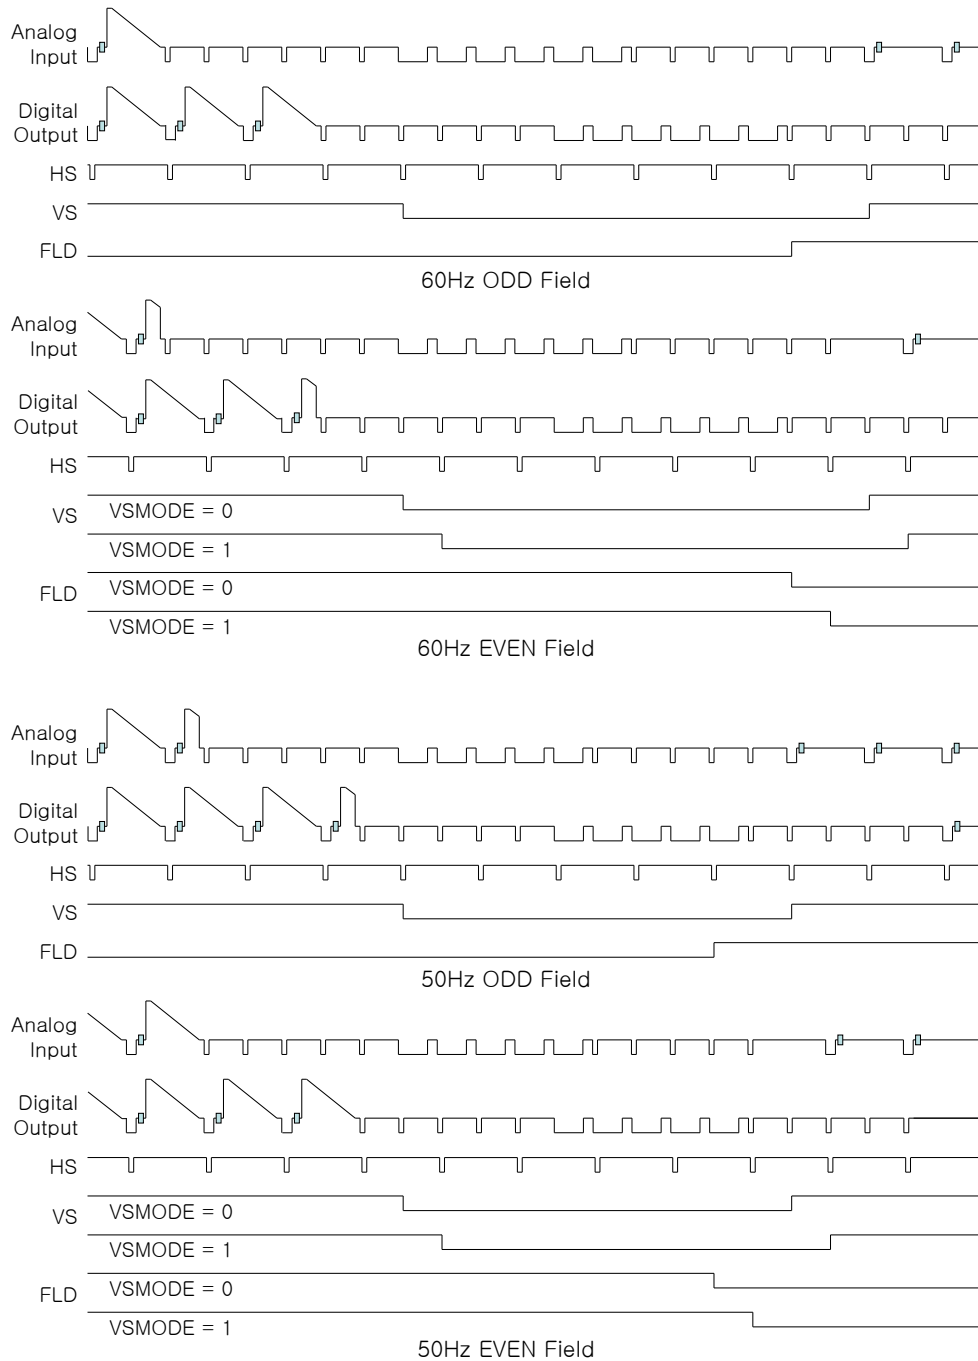 Analog
Input
Digital
Output
HS
VS
FLD
60Hz ODD Field
Analog
Input
Digital
Output
HS
VS
VSMODE = 0
VSMODE = 1
FLD
VSMODE = 0
VSMODE = 1
60Hz EVEN Field
Analog
Input
Digital
Output
HS
VS
FLD
50Hz ODD Field
Analog
Input
Digital
Output
HS
VS
VSMODE = 0
VSMODE = 1
FLD
VSMODE = 0
VSMODE = 1
50Hz EVEN Field